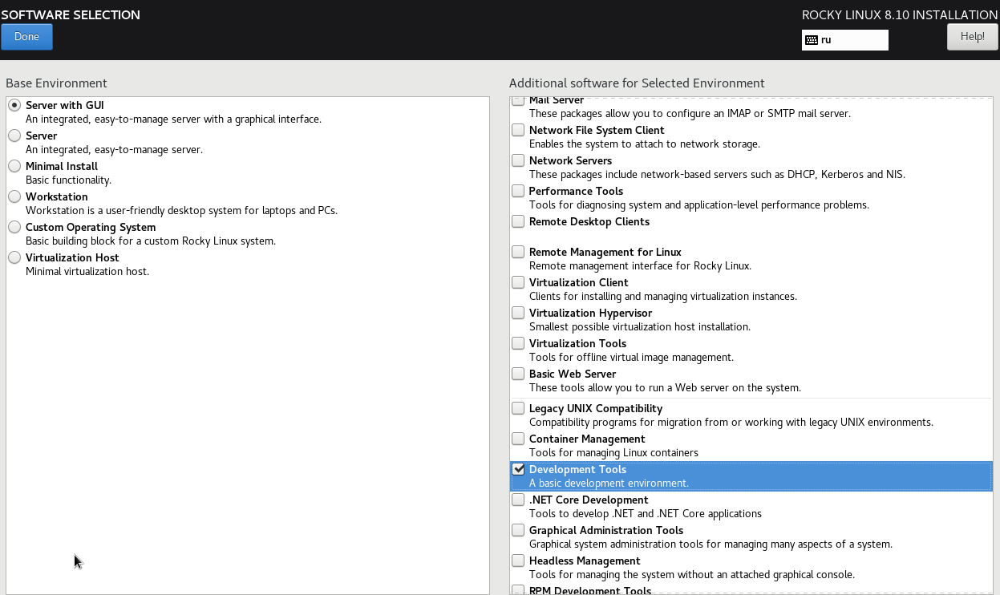 SOFTWARE SELECTION
ROCKY LINUX 8.10 INSTALLATION
Done
ru
Help!
Base Environment
Server with GUI
An integrated, easy-to-manage server with a graphical interface.
Server
An integrated, easy-to-manage server.
Minimal Install
Basic functionality.
Workstation
Workstation is a user-friendly desktop system for laptops and PCs.
Custom Operating System
Basic building block for a custom Rocky Linux system.
Virtualization Host
Minimal virtualization host.
Additional software for Selected Environment
Mail Server
These packages allow you to configure an IMAP or SMTP mail server.
Network File System Client
Enables the system to attach to network storage.
Network Servers
These packages include network-based servers such as DHCP, Kerberos and NIS.
Performance Tools
Tools for diagnosing system and application-level performance problems.
Remote Desktop Clients
Remote Management for Linux
Remote management interface for Rocky Linux.
Virtualization Client
Clients for installing and managing virtualization instances.
Virtualization Hypervisor
Smallest possible virtualization host installation.
Virtualization Tools
Tools for offline virtual image management.
Basic Web Server
These tools allow you to run a Web server on the system.
Legacy UNIX Compatibility
Compatibility programs for migration from or working with legacy UNIX environments.
Container Management
Tools for managing Linux containers
Development Tools
A basic development environment.
.NET Core Development
Tools to develop .NET and .NET Core applications
Graphical Administration Tools
Graphical system administration tools for managing many aspects of a system.
Headless Management
Tools for managing the system without an attached graphical console.
RPM Development Tools